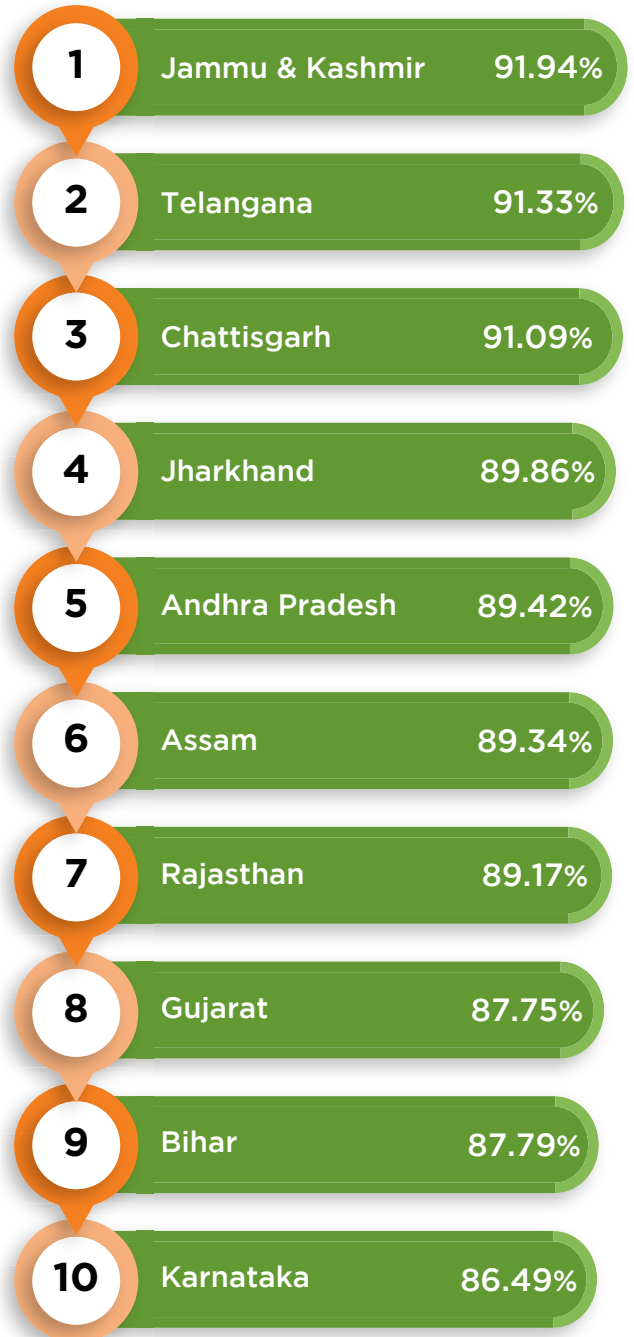 1 Jammu & Kashmir 91.94%
2 Telangana 91.33%
3 Chattisgarh 91.09%
4 Jharkhand 89.86%
5 Andhra Pradesh 89.42%
6 Assam 89.34%
7 Rajasthan 89.17%
8 Gujarat 87.75%
9 Bihar 87.79%
10 Karnataka 86.49%